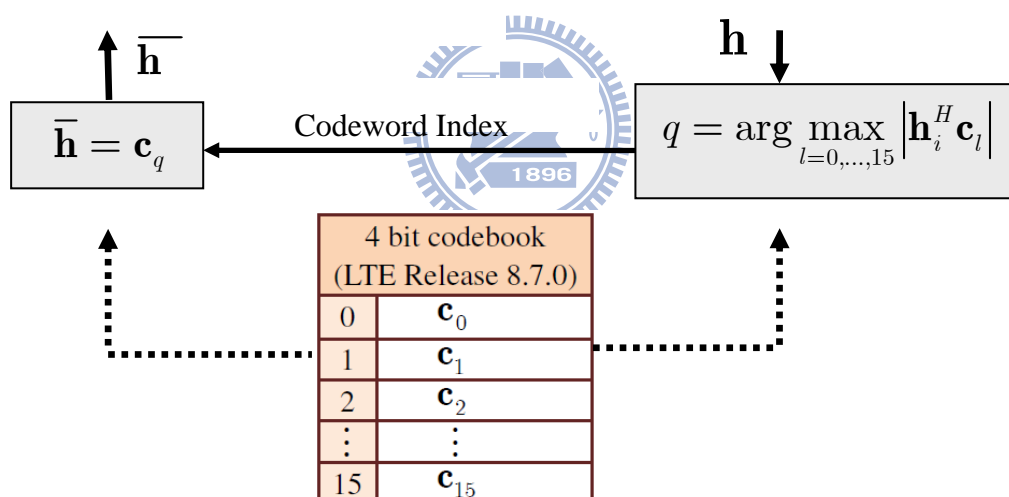 h̄
h
h̄ = c_q
Codeword Index
q = arg max_{l=0,...,15} |h_i^H c_l|
1896
4 bit codebook
(LTE Release 8.7.0)
0 c_0
1 c_1
2 c_2
⋮ ⋮
15 c_15